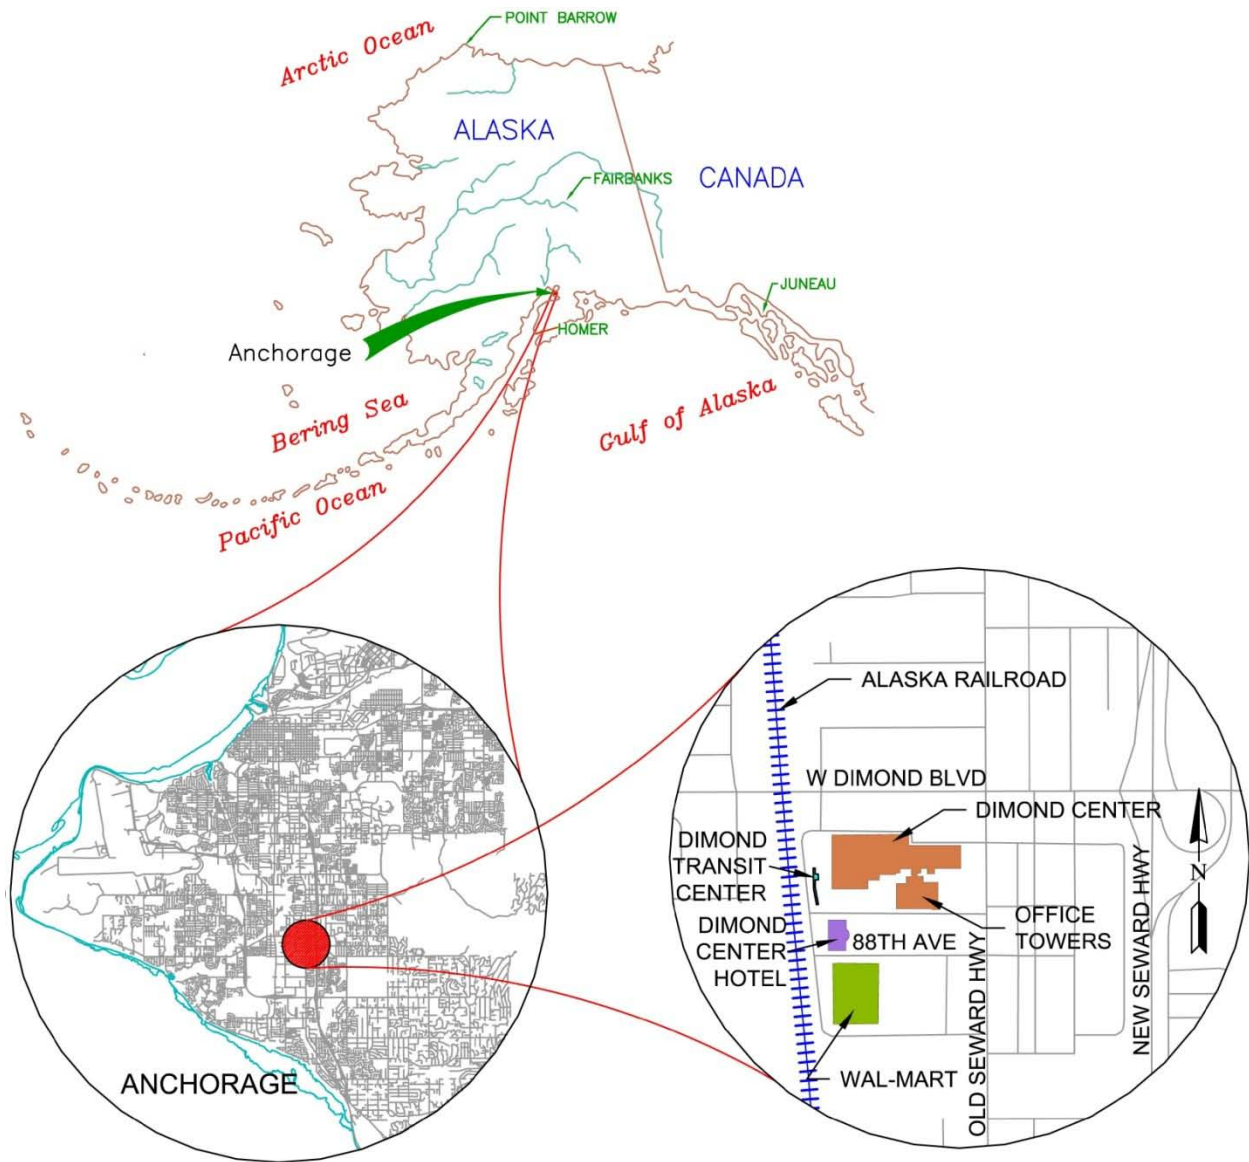 POINT BARROW
Arctic Ocean
ALASKA
FAIRBANKS
CANADA
JUNEAU
HOMER
Anchorage
Bering Sea
Gulf of Alaska
Pacific Ocean
ANCHORAGE
ALASKA RAILROAD
W DIMOND BLVD
DIMOND CENTER
DIMOND
TRANSIT
CENTER
N
DIMOND
CENTER
HOTEL
88TH AVE
OFFICE
TOWERS
OLD SEWARD HWY
NEW SEWARD HWY
WAL-MART